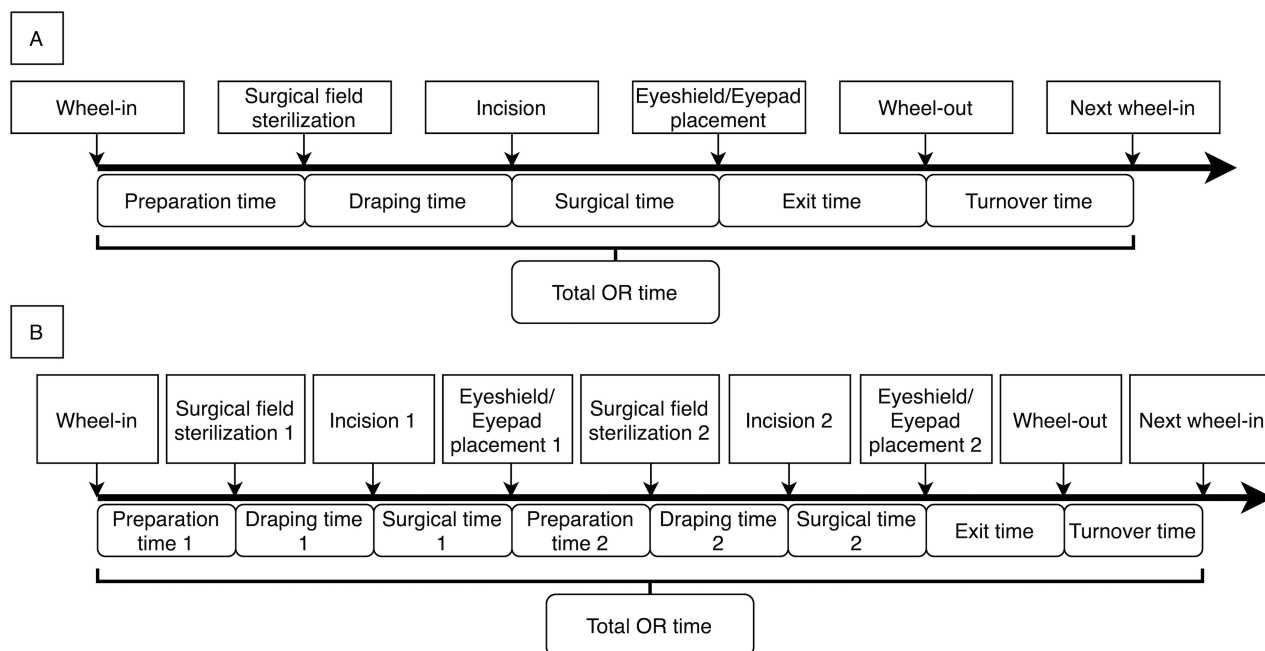 A
Wheel-in
Surgical field
sterilization
Incision
Eyeshield/Eyepad
placement
Wheel-out
Next wheel-in
Preparation time
Draping time
Surgical time
Exit time
Turnover time
Total OR time
B
Wheel-in
Surgical field
sterilization 1
Incision 1
Eyeshield/
Eyepad
placement 1
Surgical field
sterilization 2
Incision 2
Eyeshield/
Eyepad
placement 2
Wheel-out
Next wheel-in
Preparation
time 1
Draping time
1
Surgical time
1
Preparation
time 2
Draping time
2
Surgical time
2
Exit time
Turnover time
Total OR time